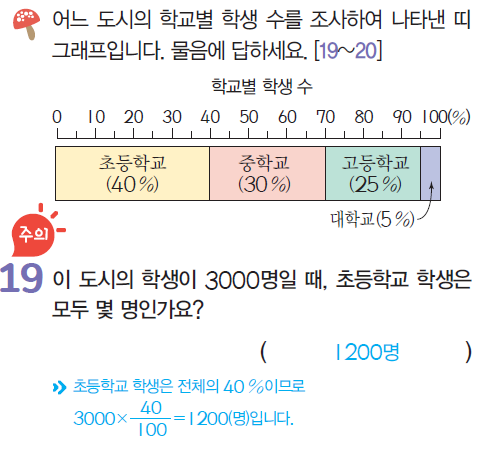 어느 도시의 학교별 학생 수를 조사하여 나타낸 띠
그래프입니다. 물음에 답하세요. [19~20]
학교별 학생 수
0 10 20 30 40 50 60 70 80 90 100(%)
초등학교 중학교 고등학교
(40 %) (30 %) (25 %)
대학교(5 %)
주의
19 이 도시의 학생이 3000명일 때, 초등학교 학생은
모두 몇 명인가요?
( 1200명 )
초등학교 학생은 전체의 40 %이므로
3000×40/100=1200(명)입니다.